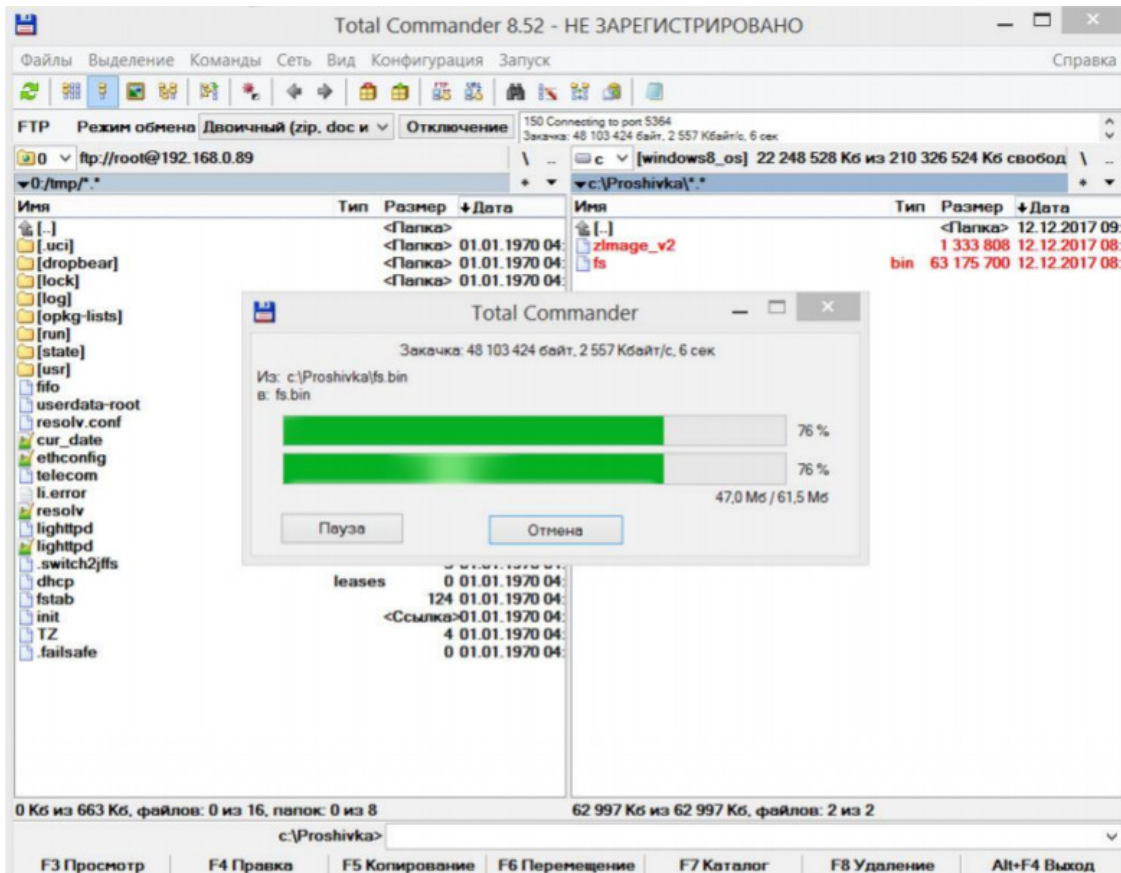 Total Commander 8.52 - НЕ ЗАРЕГИСТРИРОВАНО
Файлы Выделение Команды Сеть Вид Конфигурация Запуск Справка
FTP Режим обмена Двоичный (zip, doc и Отключение
150 Connecting to port 5364
Закачка: 48 103 424 байт, 2 557 Кбайт/с, 6 сек
0 ftp://root@192.168.0.89 \ ..
c [windows8_os] 22 248 528 Кб из 210 326 524 Кб свобод \ ..
0:/tmp/*.* *
c:\Proshivka\*.* *
Имя Тип Размер Дата
[..] <Папка>
[.uci] <Папка> 01.01.1970 04:
[dropbear] <Папка> 01.01.1970 04:
[lock] <Папка> 01.01.1970 04:
[log]
[opkg-lists]
[run]
[state]
[usr]
fifo
userdata-root
resolv.conf
cur_date
ethconfig
telecom
li.error
resolv
lighttpd
lighttpd
.switch2jffs
dhcp leases 0 01.01.1970 04:
fstab 124 01.01.1970 04:
init <Ссылка>01.01.1970 04:
TZ 4 01.01.1970 04:
.failsafe 0 01.01.1970 04:
Имя Тип Размер Дата
[..] <Папка> 12.12.2017 09:
zImage_v2 1 333 808 12.12.2017 08:
fs bin 63 175 700 12.12.2017 08:
Total Commander
Закачка: 48 103 424 байт, 2 557 Кбайт/с, 6 сек
Из: c:\Proshivka\fs.bin
в: fs.bin
76 %
76 %
47,0 Мб / 61,5 Мб
Пауза Отмена
0 Кб из 663 Кб, файлов: 0 из 16, папок: 0 из 8
62 997 Кб из 62 997 Кб, файлов: 2 из 2
c:\Proshivka>
F3 Просмотр F4 Правка F5 Копирование F6 Перемещение F7 Каталог F8 Удаление Alt+F4 Выход